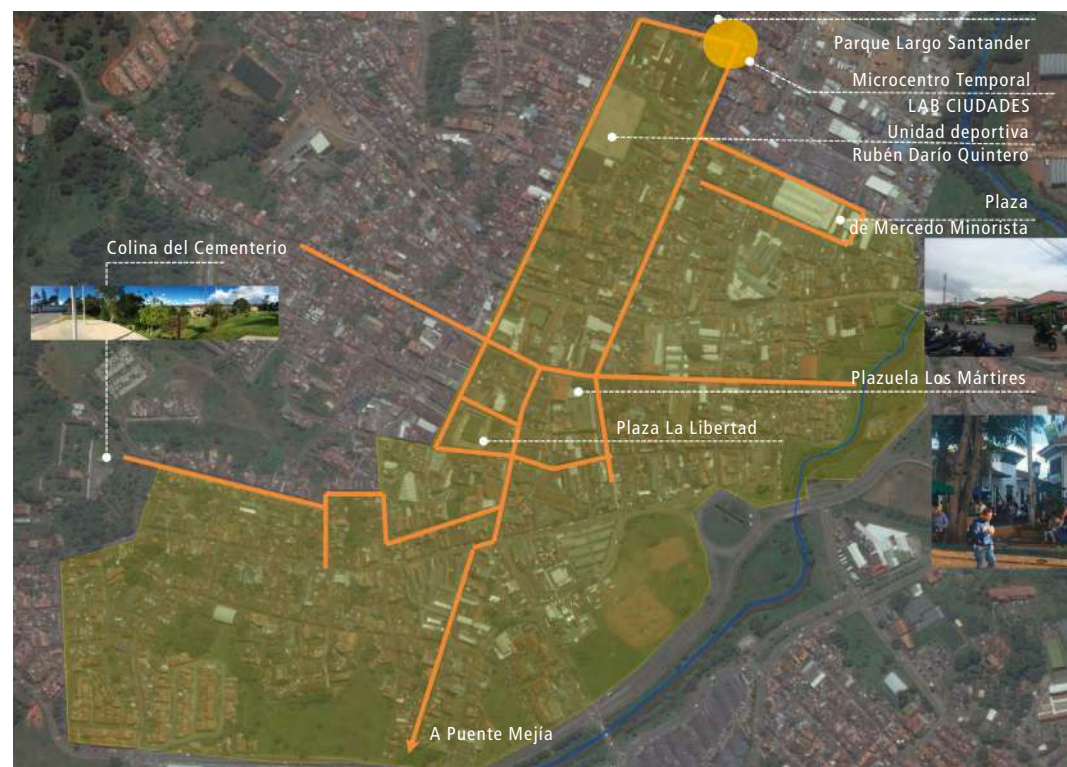 Parque Largo Santander
Microcentro Temporal
LAB CIUDADES
Unidad deportiva
Rubén Darío Quintero
Plaza
de Mercedo Minorista
Colina del Cementerio
Plazuela Los Mártires
Plaza La Libertad
A Puente Mejía